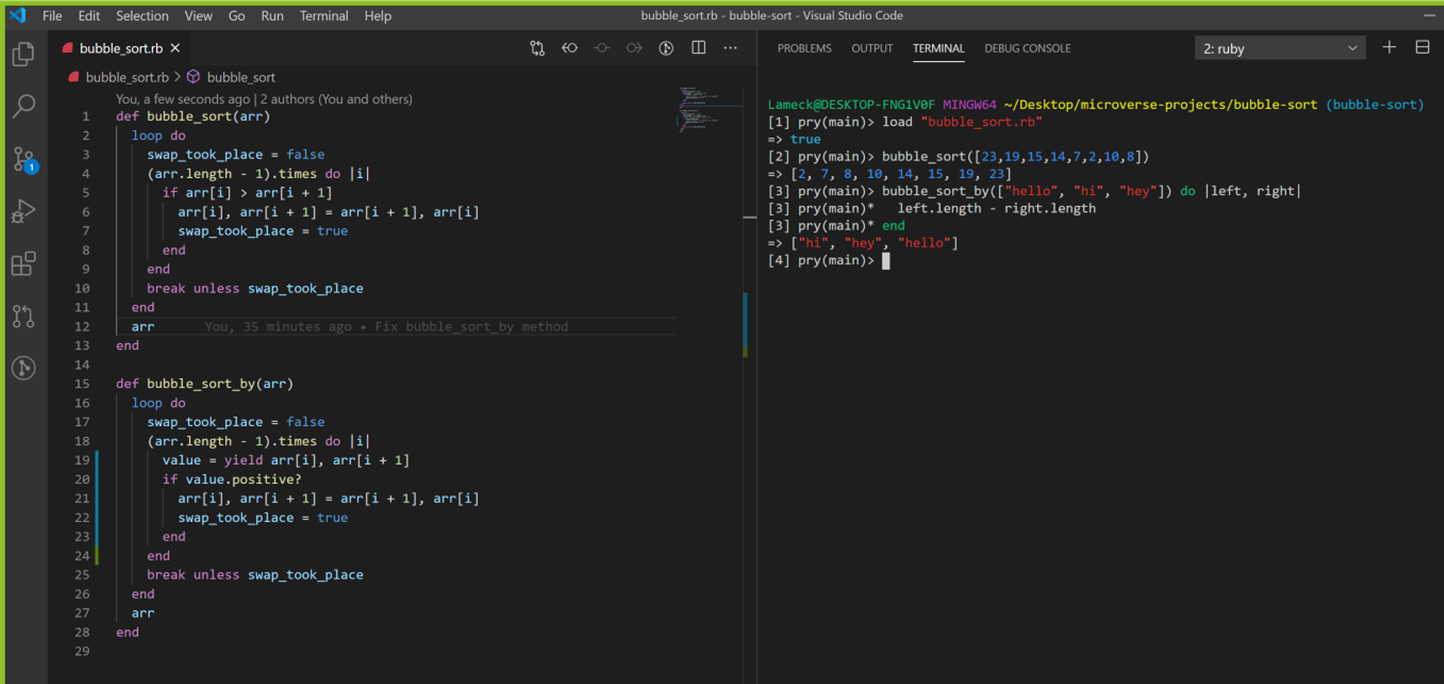 File Edit Selection View Go Run Terminal Help bubble_sort.rb - bubble-sort - Visual Studio Code
bubble_sort.rb
bubble_sort.rb > bubble_sort
You, a few seconds ago | 2 authors (You and others)
1 def bubble_sort(arr)
2 loop do
3 swap_took_place = false
4 (arr.length - 1).times do |i|
5 if arr[i] > arr[i + 1]
6 arr[i], arr[i + 1] = arr[i + 1], arr[i]
7 swap_took_place = true
8 end
9 end
10 break unless swap_took_place
11 end
12 arr You, 35 minutes ago • Fix bubble_sort_by method
13 end
14
15 def bubble_sort_by(arr)
16 loop do
17 swap_took_place = false
18 (arr.length - 1).times do |i|
19 value = yield arr[i], arr[i + 1]
20 if value.positive?
21 arr[i], arr[i + 1] = arr[i + 1], arr[i]
22 swap_took_place = true
23 end
24 end
25 break unless swap_took_place
26 end
27 arr
28 end
29
1
PROBLEMS OUTPUT TERMINAL DEBUG CONSOLE 2: ruby
Lameck@DESKTOP-FNG1V0F MINGW64 ~/Desktop/microverse-projects/bubble-sort (bubble-sort)
[1] pry(main)> load "bubble_sort.rb"
=> true
[2] pry(main)> bubble_sort([23,19,15,14,7,2,10,8])
=> [2, 7, 8, 10, 14, 15, 19, 23]
[3] pry(main)> bubble_sort_by(["hello", "hi", "hey"]) do |left, right|
[3] pry(main)* left.length - right.length
[3] pry(main)* end
=> ["hi", "hey", "hello"]
[4] pry(main)>